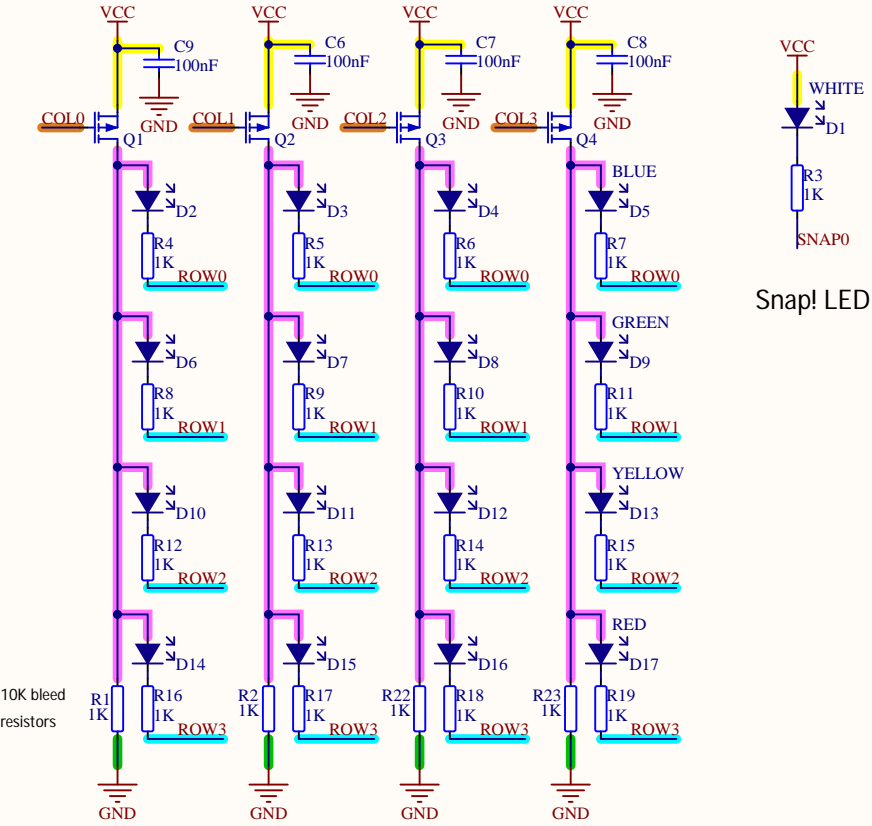 VCC VCC VCC VCC
C9 C6 C7 C8
100nF 100nF 100nF 100nF
VCC
WHITE
COL0 COL1 COL2 COL3
GND GND GND GND
D1
Q1 Q2 Q3 Q4
BLUE
R3
1K
D2 D3 D4 D5
SNAP0
R4 R5 R6 R7
1K 1K 1K 1K
ROW0 ROW0 ROW0 ROW0
Snap! LED
GREEN
D6 D7 D8 D9
R8 R9 R10 R11
1K 1K 1K 1K
ROW1 ROW1 ROW1 ROW1
YELLOW
D10 D11 D12 D13
R12 R13 R14 R15
1K 1K 1K 1K
ROW2 ROW2 ROW2 ROW2
RED
D14 D15 D16 D17
10K bleed
resistors
R1 R16 R2 R17 R22 R18 R23 R19
1K 1K 1K 1K 1K 1K 1K 1K
ROW3 ROW3 ROW3 ROW3
GND GND GND GND